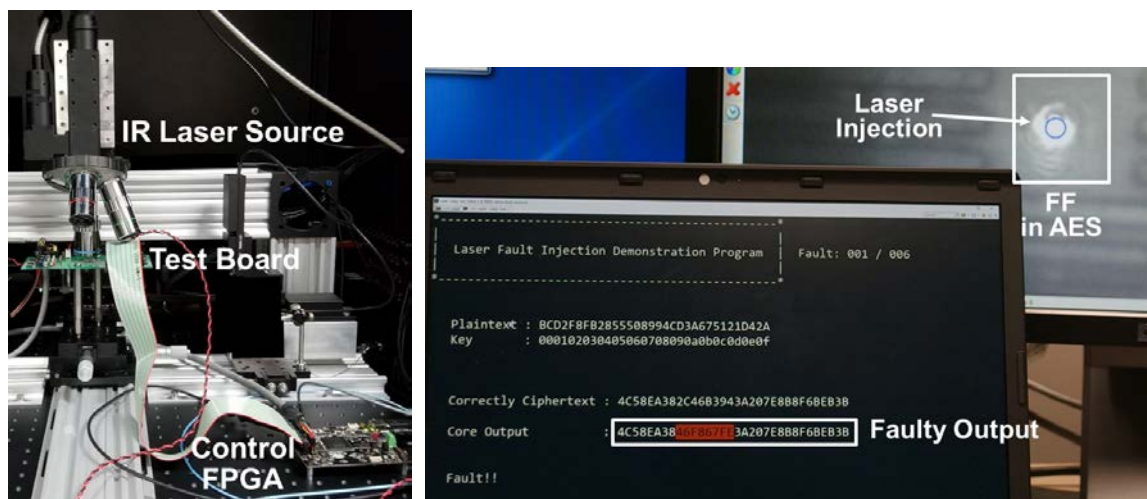 IR Laser Source
Test Board
Control
FPGA
Laser
Injection
FF
in AES
Laser Fault Injection Demonstration Program
Fault: 001 / 006
Plaintext : BCD2F8FB2855508994CD3A675121D42A
Key : 000102030405060708090a0b0c0d0e0f
Correctly Ciphertext : 4C58EA382C46B3943A207E8B8F6BEB3B
Core Output : 4C58EA3846F867FE3A207E8B8F6BEB3B
Faulty Output
Fault!!